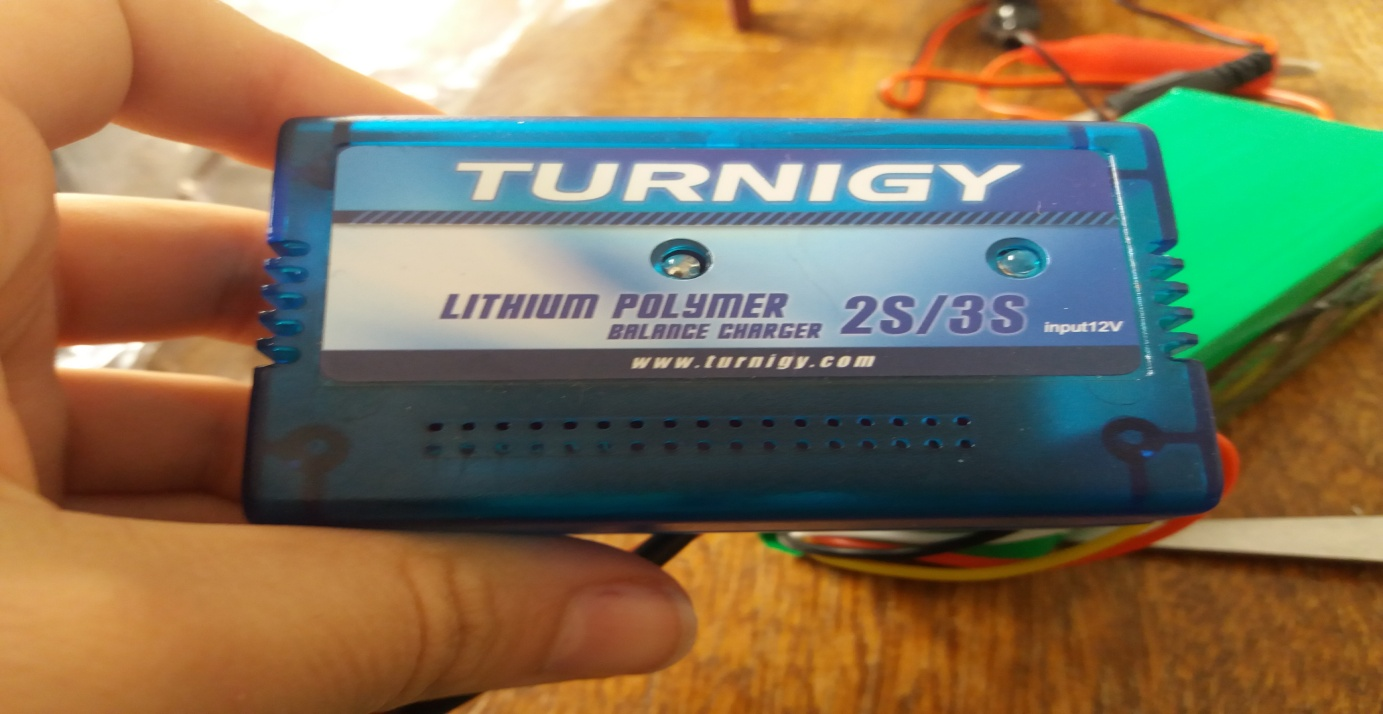 TURNIGY
LITHIUM POLYMER 2S/3S
BALANCE CHARGER input12V
www.turnigy.com